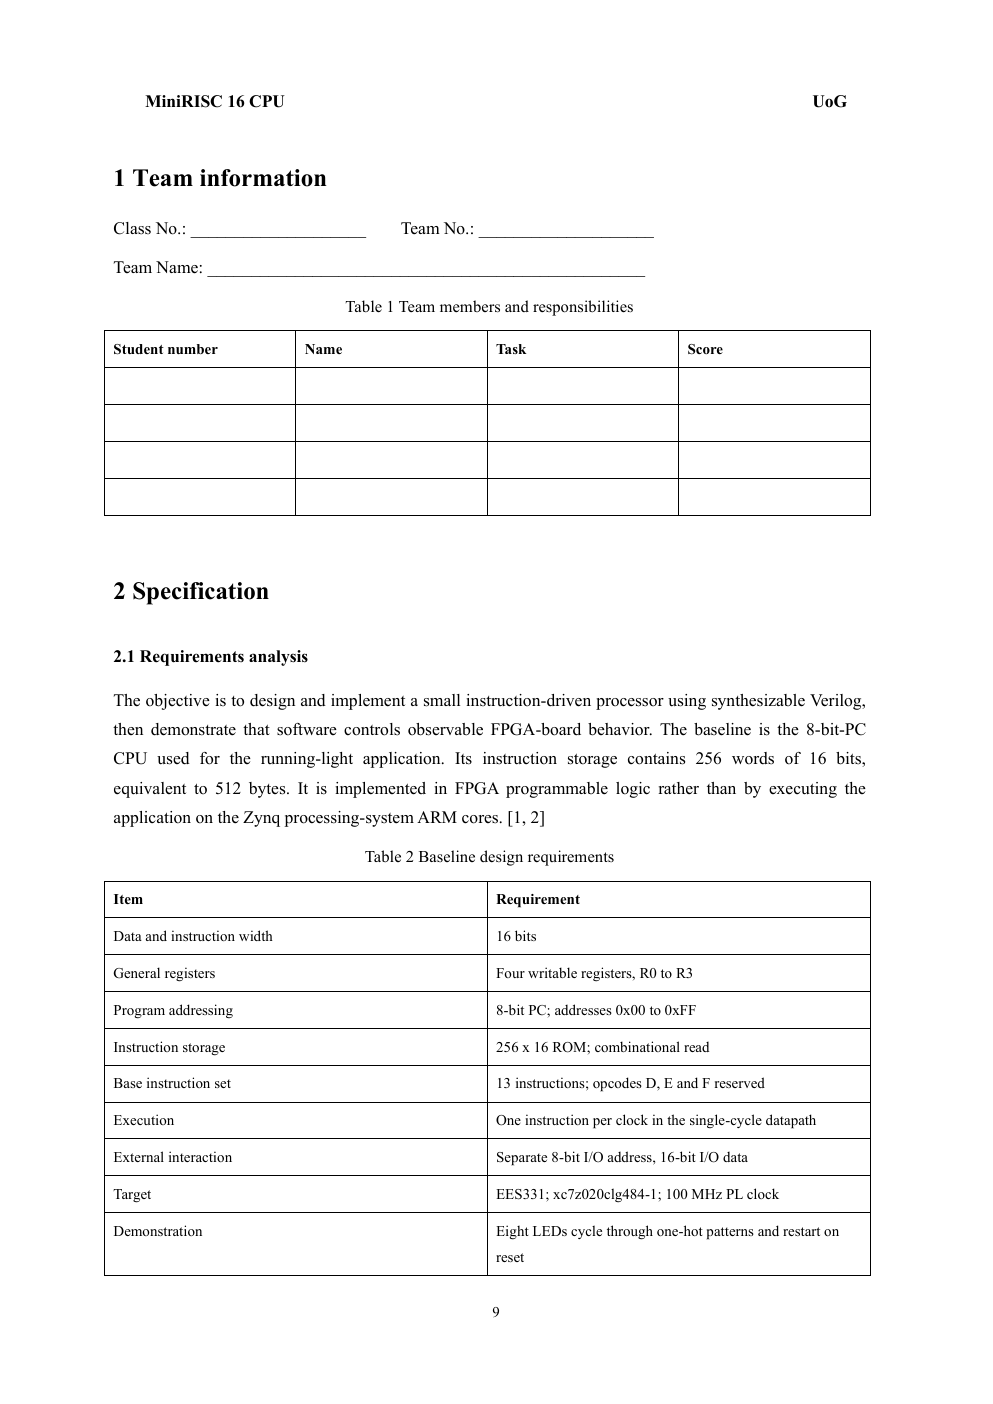 MiniRISC 16 CPU UoG
1 Team information
Class No.: ____________________ Team No.: ____________________
Team Name: __________________________________________________
Table 1 Team members and responsibilities
Student number Name Task Score
2 Specification
2.1 Requirements analysis
The objective is to design and implement a small instruction-driven processor using synthesizable Verilog,
then demonstrate that software controls observable FPGA-board behavior. The baseline is the 8-bit-PC
CPU used for the running-light application. Its instruction storage contains 256 words of 16 bits,
equivalent to 512 bytes. It is implemented in FPGA programmable logic rather than by executing the
application on the Zynq processing-system ARM cores. [1, 2]
Table 2 Baseline design requirements
Item Requirement
Data and instruction width 16 bits
General registers Four writable registers, R0 to R3
Program addressing 8-bit PC; addresses 0x00 to 0xFF
Instruction storage 256 x 16 ROM; combinational read
Base instruction set 13 instructions; opcodes D, E and F reserved
Execution One instruction per clock in the single-cycle datapath
External interaction Separate 8-bit I/O address, 16-bit I/O data
Target EES331; xc7z020clg484-1; 100 MHz PL clock
Demonstration Eight LEDs cycle through one-hot patterns and restart on
reset
9